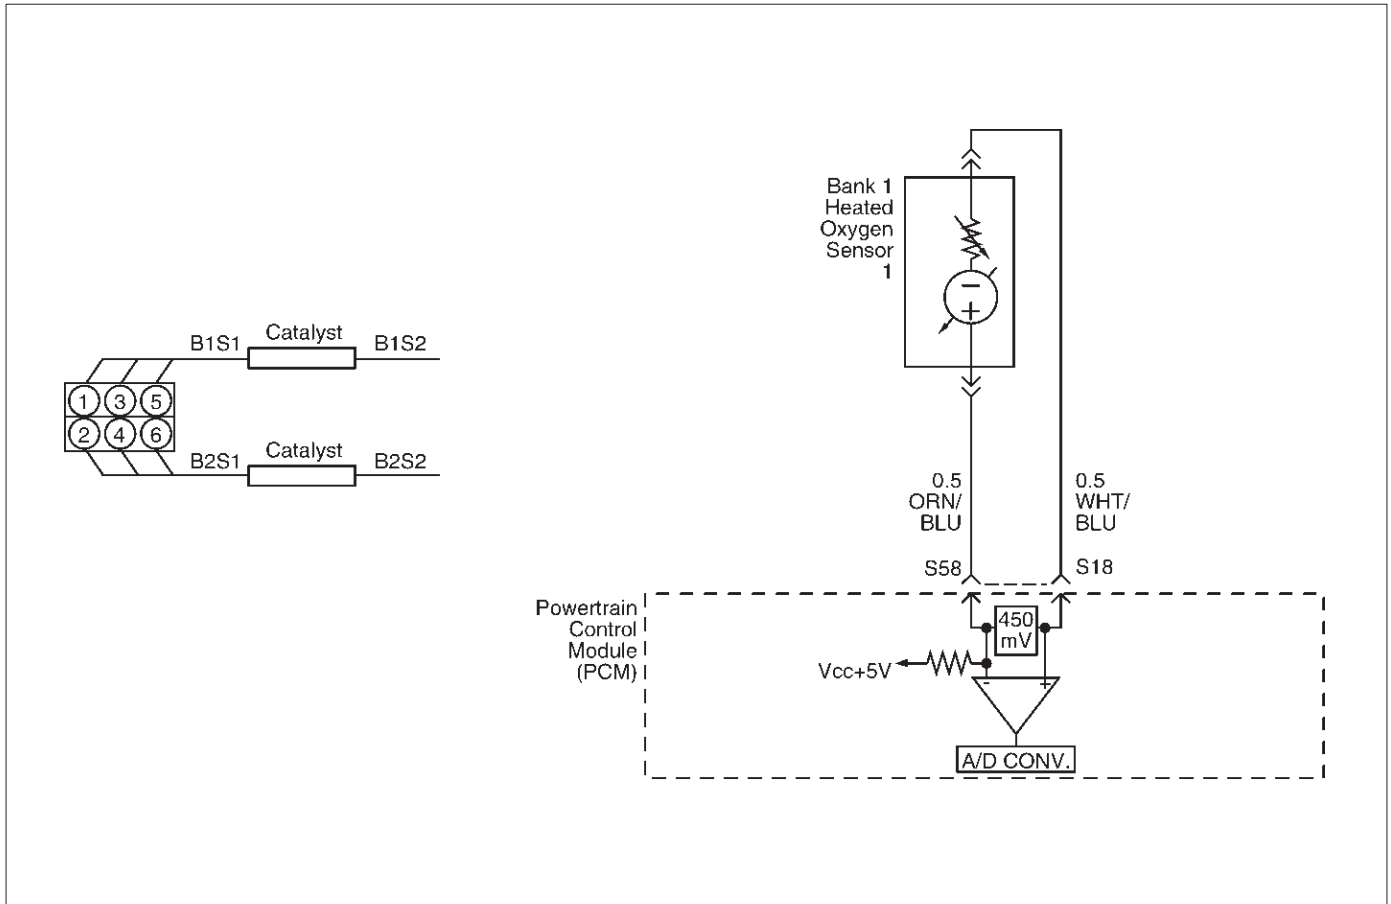 Bank 1
Heated
Oxygen
Sensor
1
B1S1
Catalyst
B1S2
1 3 5
2 4 6
B2S1
Catalyst
B2S2
0.5
ORN/
BLU
0.5
WHT/
BLU
S58
S18
Powertrain
Control
Module
(PCM)
450
mV
Vcc+5V
- +
A/D CONV.
− 
+